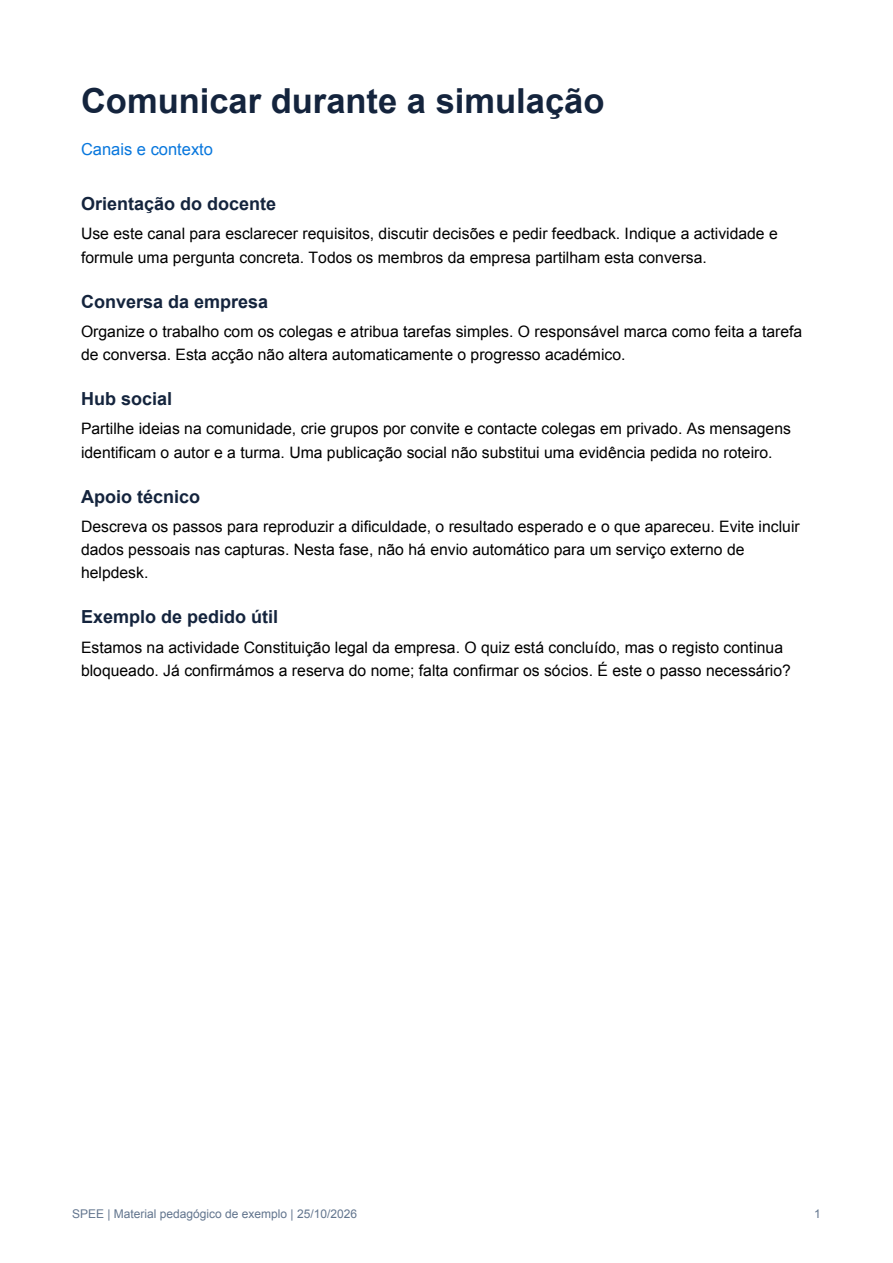 Comunicar durante a simulação
Canais e contexto
Orientação do docente
Use este canal para esclarecer requisitos, discutir decisões e pedir feedback. Indique a actividade e
formule uma pergunta concreta. Todos os membros da empresa partilham esta conversa.
Conversa da empresa
Organize o trabalho com os colegas e atribua tarefas simples. O responsável marca como feita a tarefa
de conversa. Esta acção não altera automaticamente o progresso académico.
Hub social
Partilhe ideias na comunidade, crie grupos por convite e contacte colegas em privado. As mensagens
identificam o autor e a turma. Uma publicação social não substitui uma evidência pedida no roteiro.
Apoio técnico
Descreva os passos para reproduzir a dificuldade, o resultado esperado e o que apareceu. Evite incluir
dados pessoais nas capturas. Nesta fase, não há envio automático para um serviço externo de
helpdesk.
Exemplo de pedido útil
Estamos na actividade Constituição legal da empresa. O quiz está concluído, mas o registo continua
bloqueado. Já confirmámos a reserva do nome; falta confirmar os sócios. É este o passo necessário?
SPEE | Material pedagógico de exemplo | 25/10/2026 1